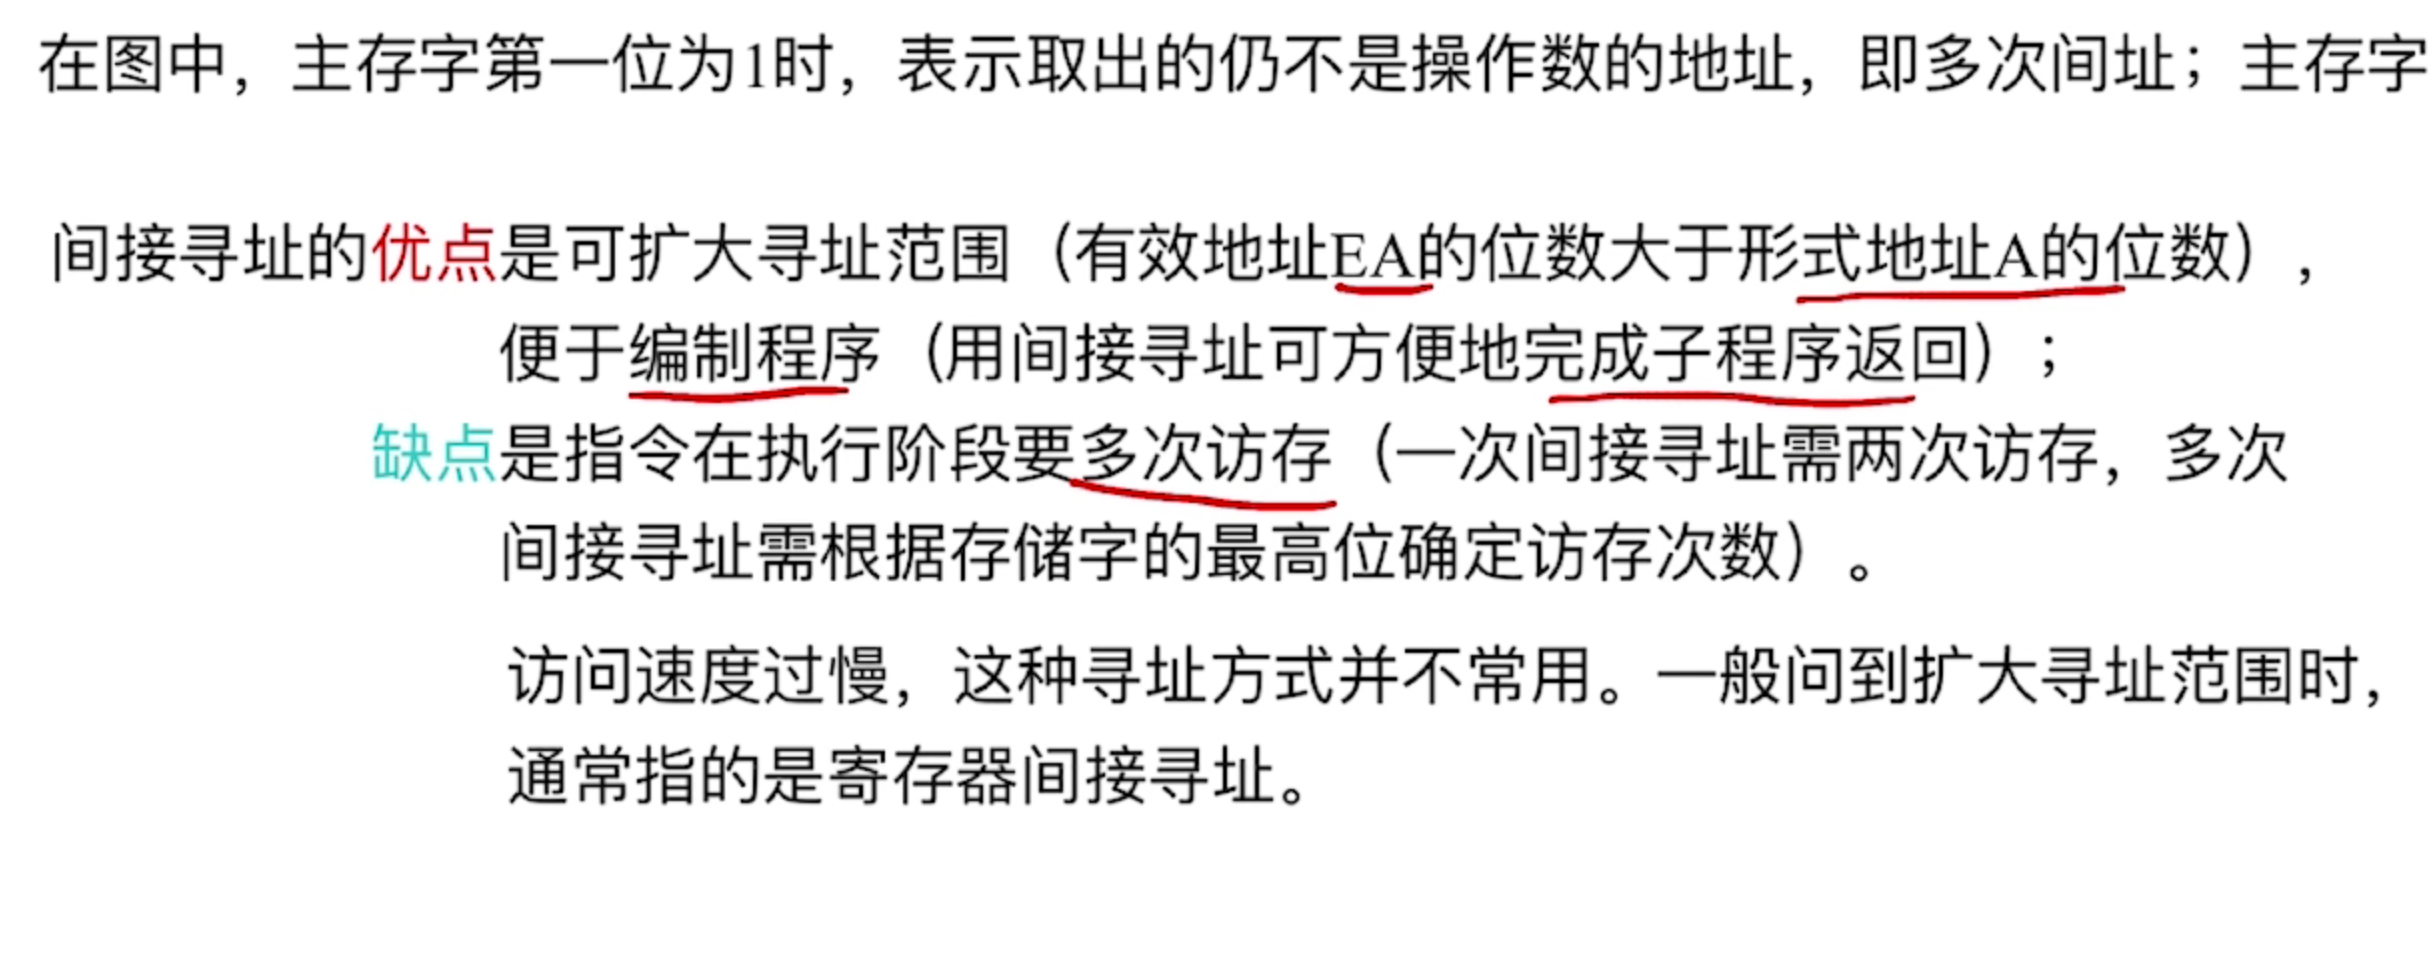 在图中，主存字第一位为1时，表示取出的仍不是操作数的地址，即多次间址；主存字
间接寻址的优点是可扩大寻址范围（有效地址EA的位数大于形式地址A的位数），
便于编制程序（用间接寻址可方便地完成子程序返回）；
缺点是指令在执行阶段要多次访存（一次间接寻址需两次访存，多次
间接寻址需根据存储字的最高位确定访存次数）。
访问速度过慢，这种寻址方式并不常用。一般问到扩大寻址范围时，
通常指的是寄存器间接寻址。